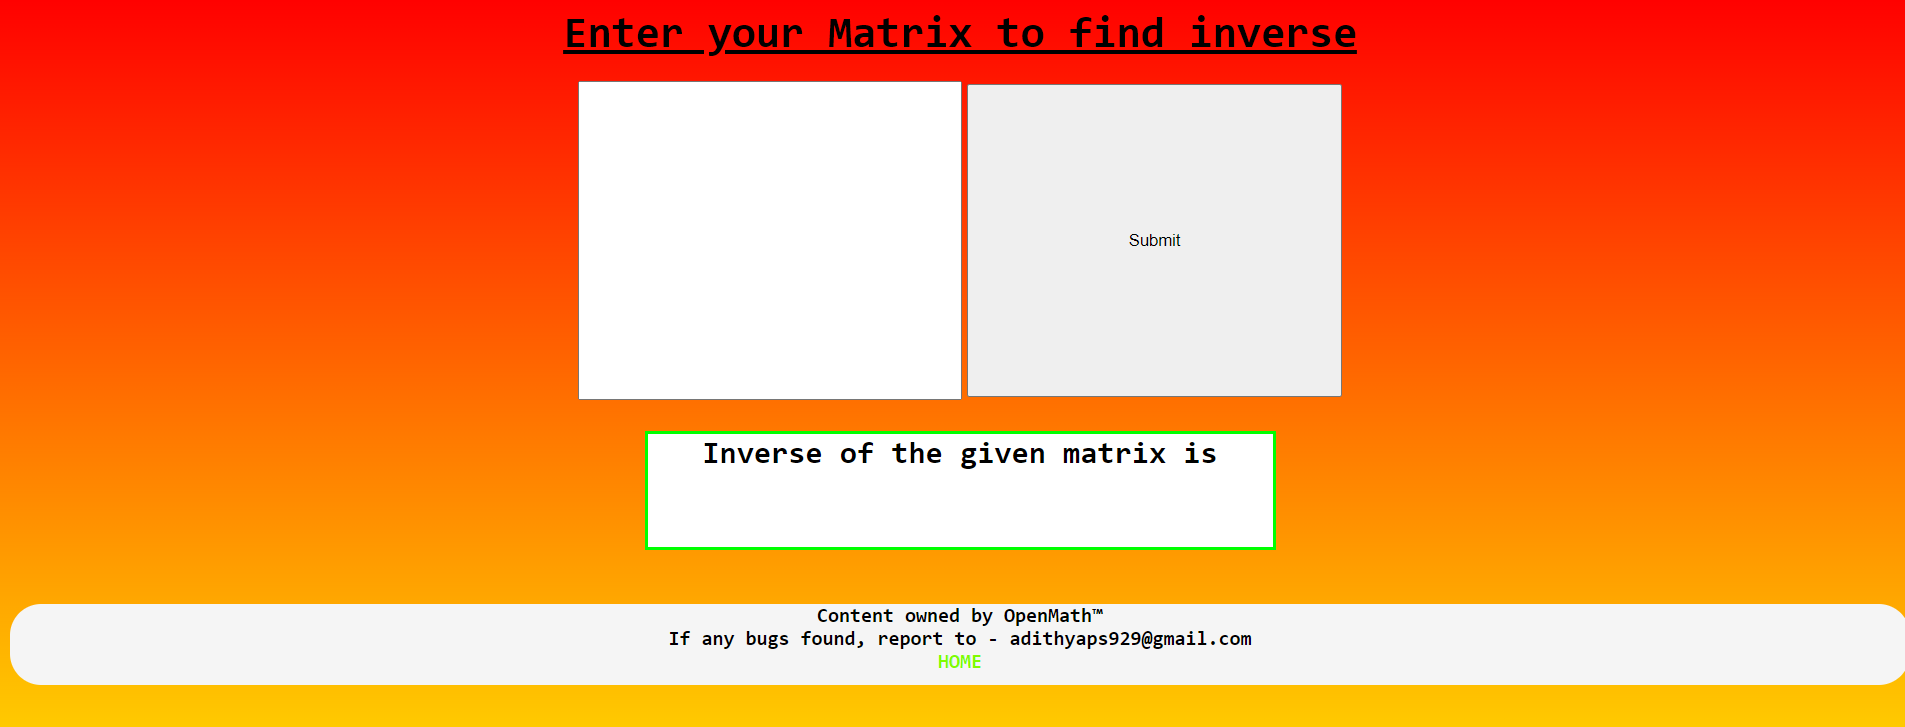 Enter your Matrix to find inverse
Submit
Inverse of the given matrix is
Content owned by OpenMath™
If any bugs found, report to - adithyaps929@gmail.com
HOME